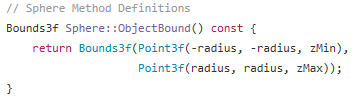 // Sphere Method Definitions
Bounds3f Sphere::ObjectBound() const {
    return Bounds3f(Point3f(-radius, -radius, zMin),
                    Point3f(radius, radius, zMax));
}